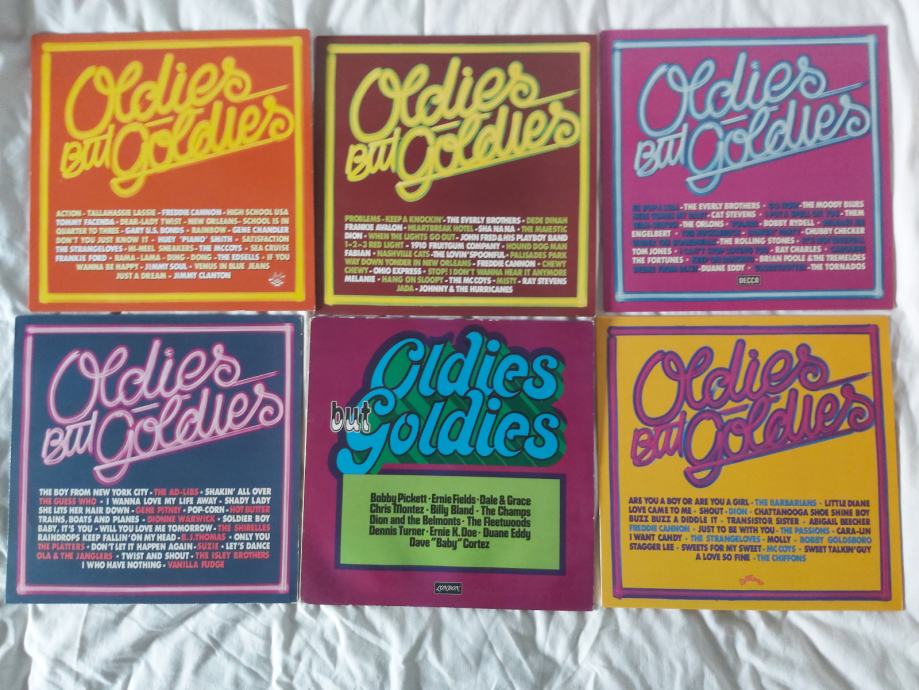 Oldies
But Goldies
ACTION - TALLAHASSIE LASSIE - FREDDIE CANNON - HIGH SCHOOL USA
TOMMY FACENDA - DEAR-LADY TWIST - NEW ORLEANS - SCHOOL IS IN
QUARTER TO THREE - GARY U.S. BONDS - RAINBOW - GENE CHANDLER
DON'T YOU JUST KNOW IT - HUEY "PIANO" SMITH - SATISFACTION
THE STRANGELOVES - HI-HEEL SNEAKERS - THE McCOYS - SEA CRUISE
FRANKIE FORD - RAMA-LAMA - DING-DONG - THE EDSELLS - IF YOU
WANNA BE HAPPY - JIMMY SOUL - VENUS IN BLUE JEANS
JUST A DREAM - JIMMY CLANTON
Oldies
But Goldies
PROBLEMS - KEEP A KNOCKIN' - THE EVERLY BROTHERS - DEDE DINAH
FRANKIE AVALON - HEARTBREAK HOTEL - SHA NA NA - THE MAJESTIC
DION - WHEN THE LIGHTS GO OUT - JOHN FRED & HIS PLAYBOY BAND
1-2-3 RED LIGHT - 1910 FRUITGUM COMPANY - HOUND DOG MAN
FABIAN - NASHVILLE CATS - THE LOVIN' SPOONFUL - PALISADES PARK
WAY DOWN YONDER IN NEW ORLEANS - FREDDIE CANNON - CHEWY
CHEWY - OHIO EXPRESS - STOP! I DON'T WANNA HEAR IT ANYMORE
MELANIE - HANG ON SLOOPY - THE McCOYS - MISTY - RAY STEVENS
JADA - JOHNNY & THE HURRICANES
Oldies
But Goldies
- THE EVERLY BROTHERS - - THE MOODY BLUES
- CAT STEVENS - - THEM
- THE ORLONS - - BOBBY RYDELL -
ENGELBERT - - CHUBBY CHECKER
- THE ROLLING STONES -
TOM JONES - - RAY CHARLES -
THE FORTUNES - - BRIAN POOLE & THE TREMELOES
- DUANE EDDY - - THE TORNADOS
DECCA
Oldies
But Goldies
THE BOY FROM NEW YORK CITY - THE AD-LIBS - SHAKIN' ALL OVER
THE GUESS WHO - I WANNA LOVE MY LIFE AWAY - SHADY LADY
SHE LETS HER HAIR DOWN - GENE PITNEY - POP-CORN - HOT BUTTER
TRAINS, BOATS AND PLANES - DIONNE WARWICK - SOLDIER BOY
BABY, IT'S YOU - WILL YOU LOVE ME TOMORROW - THE SHIRELLES
RAINDROPS KEEP FALLIN' ON MY HEAD - B.J. THOMAS - ONLY YOU
THE PLATTERS - DON'T LET IT HAPPEN AGAIN - SUZIE - LET'S DANCE
OLA & THE JANGLERS - TWIST AND SHOUT - THE ISLEY BROTHERS
I WHO HAVE NOTHING - VANILLA FUDGE
Oldies
but Goldies
Bobby Pickett · Ernie Fields · Dale & Grace
Chris Montez · Billy Bland · The Champs
Dion and the Belmonts · The Fleetwoods
Dennis Turner · Ernie K. Doe · Duane Eddy
Dave "Baby" Cortez
LONDON
Oldies
But Goldies
ARE YOU A BOY OR ARE YOU A GIRL - THE BARBARIANS - LITTLE DIANE
LOVE CAME TO ME - SHOUT - DION - CHATTANOOGA SHOE SHINE BOY
BUZZ BUZZ A DIDDLE IT - TRANSISTOR SISTER - ABIGAIL BEECHER
FREDDIE CANNON - JUST TO BE WITH YOU - THE PASSIONS - CARA-LIN
I WANT CANDY - THE STRANGELOVES - MOLLY - BOBBY GOLDSBORO
STAGGER LEE - SWEETS FOR MY SWEET - McCOYS - SWEET TALKIN' GUY
A LOVE SO FINE - THE CHIFFONS